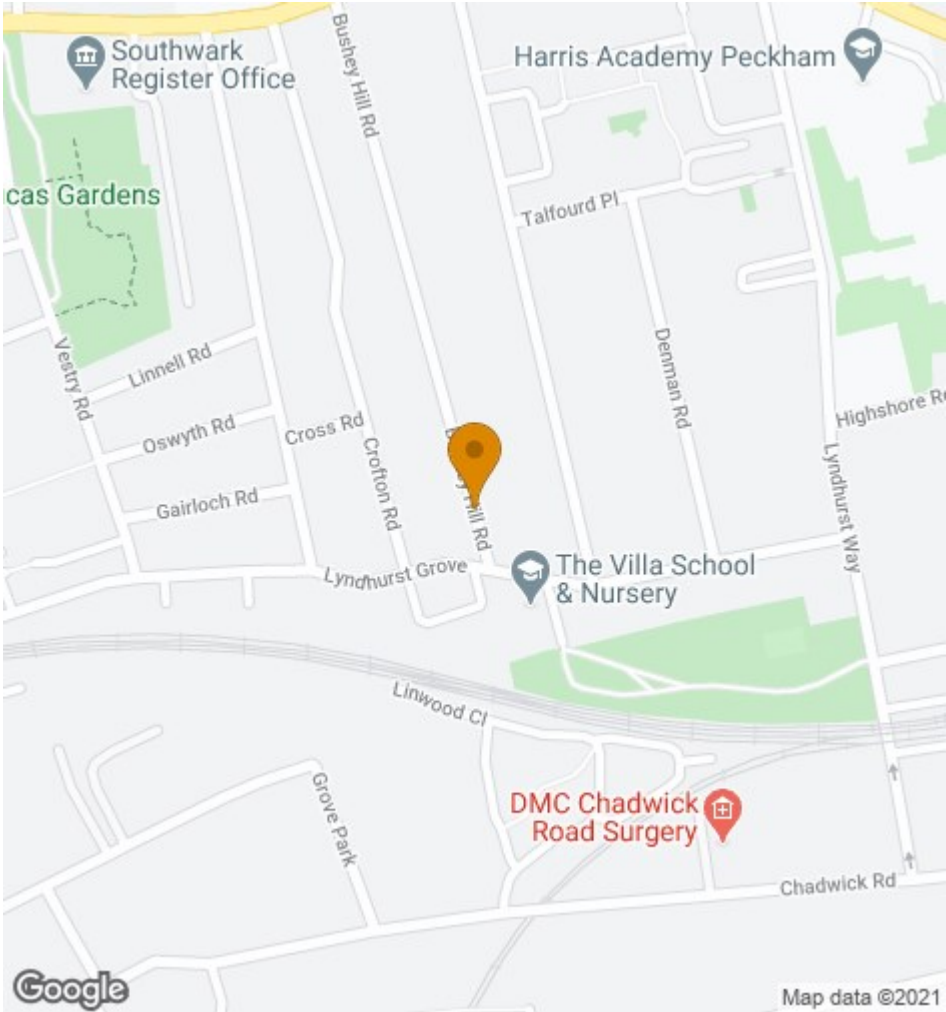 Southwark
Register Office
Bushey Hill Rd
Harris Academy Peckham
cas Gardens
Talfourd Pl
Vestry Rd
Linnell Rd
Denman Rd
Highshore R
Oswyth Rd
Cross Rd
Crofton Rd
Hill Rd
Lyndhurst Way
Gairloch Rd
Lyndhurst Grove
The Villa School
& Nursery
Linwood Cl
Grove Park
DMC Chadwick
Road Surgery
Chadwick Rd
Google
Map data ©2021